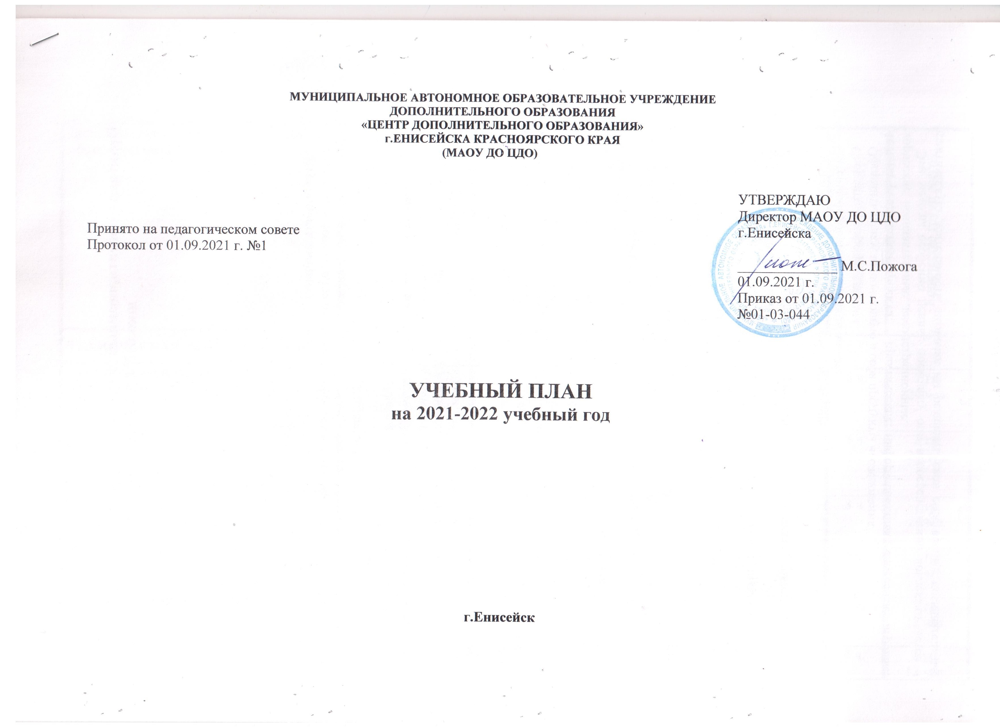 МУНИЦИПАЛЬНОЕ АВТОНОМНОЕ ОБРАЗОВАТЕЛЬНОЕ УЧРЕЖДЕНИЕ
ДОПОЛНИТЕЛЬНОГО ОБРАЗОВАНИЯ
«ЦЕНТР ДОПОЛНИТЕЛЬНОГО ОБРАЗОВАНИЯ»
г.ЕНИСЕЙСКА КРАСНОЯРСКОГО КРАЯ
(МАОУ ДО ЦДО)
Принято на педагогическом совете
Протокол от 01.09.2021 г. №1
УТВЕРЖДАЮ
Директор МАОУ ДО ЦДО
г.Енисейска
М.С.Пожога
01.09.2021 г.
Приказ от 01.09.2021 г.
№01-03-044
УЧЕБНЫЙ ПЛАН
на 2021-2022 учебный год
г.Енисейск